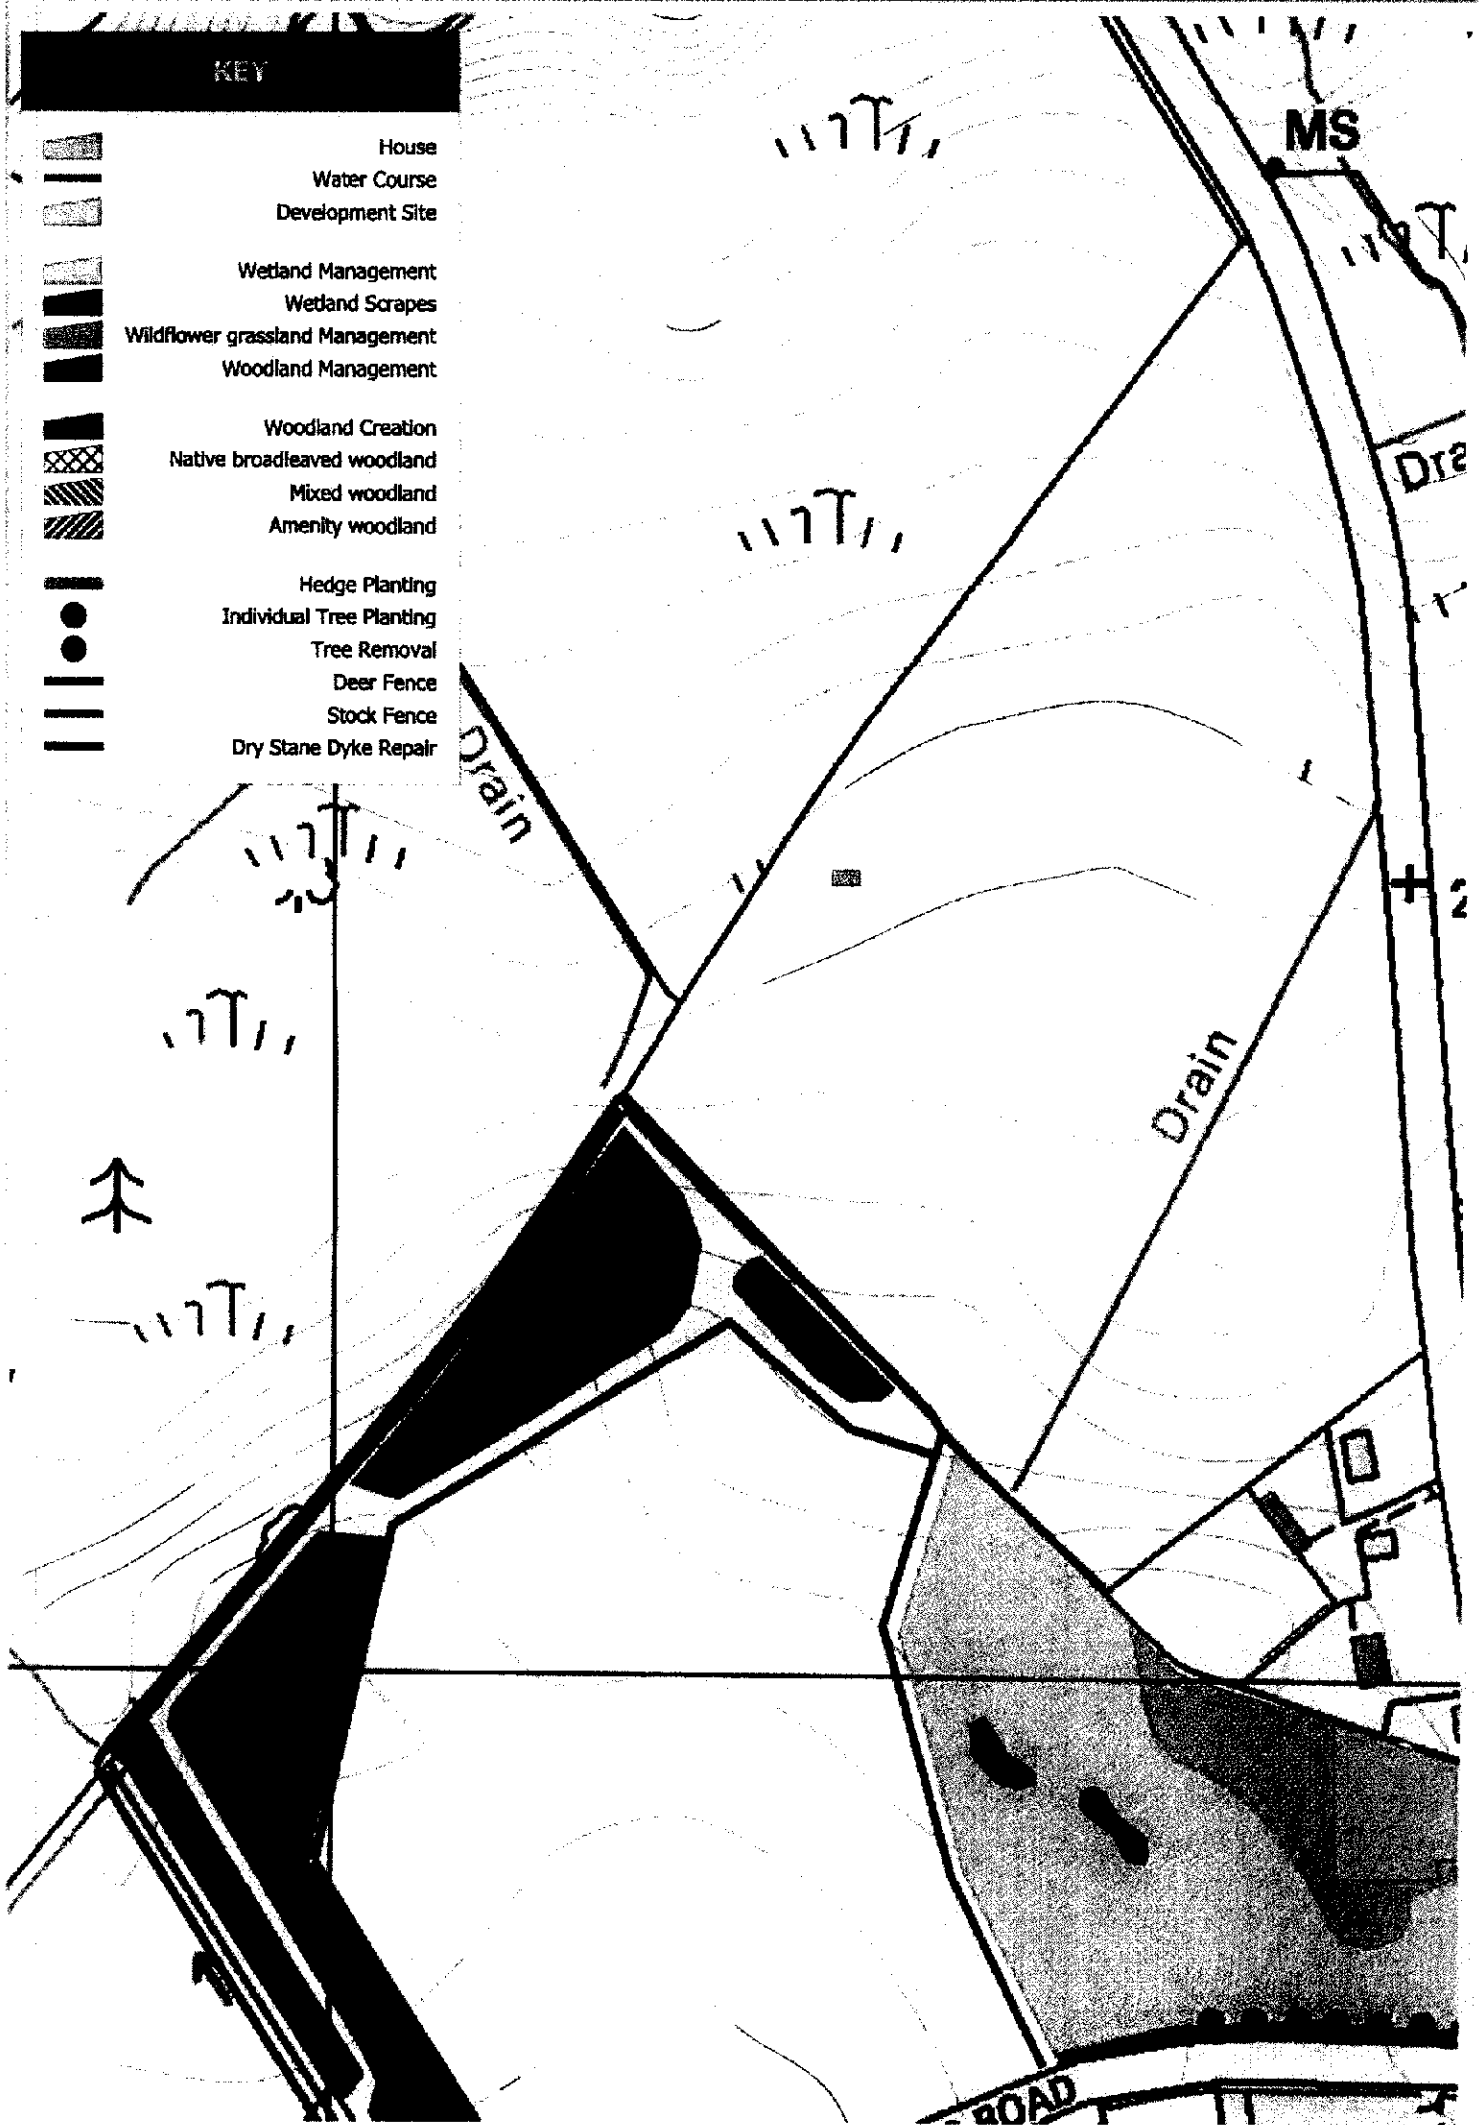 KEY
House
Water Course
Development Site
Wetland Management
Wetland Scrapes
Wildflower grassland Management
Woodland Management
Woodland Creation
Native broadleaved woodland
Mixed woodland
Amenity woodland
Hedge Planting
Individual Tree Planting
Tree Removal
Deer Fence
Stock Fence
Dry Stane Dyke Repair
MS
Dra
Drain
2
Drain
ROAD